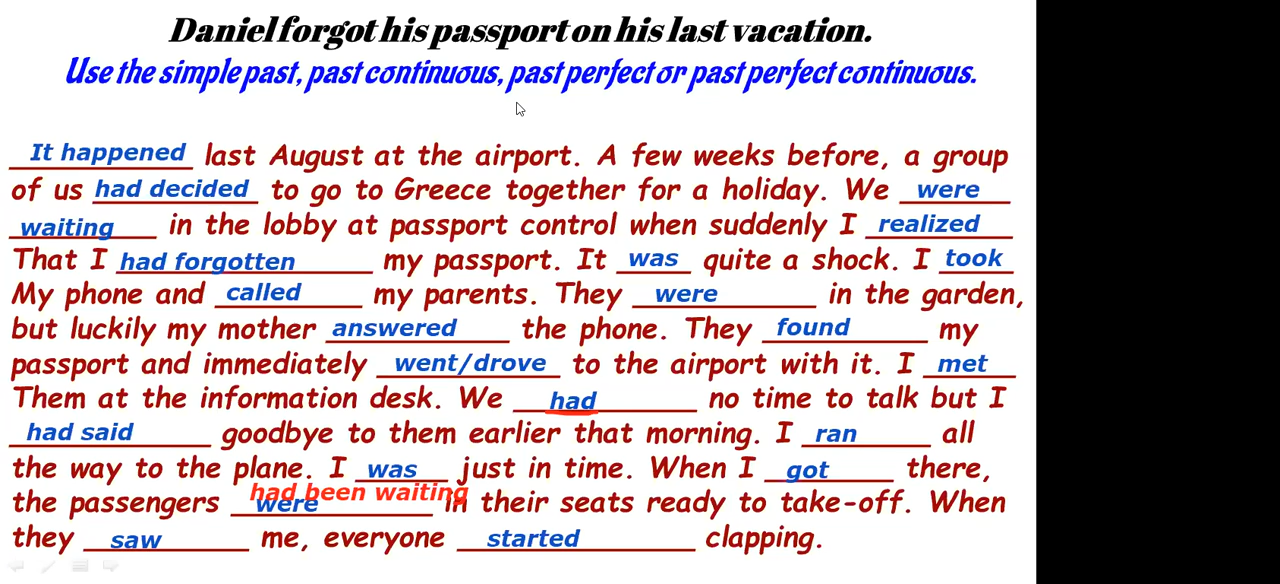 Daniel forgot his passport on his last vacation.
Use the simple past, past continuous, past perfect or past perfect continuous.
It happened last August at the airport. A few weeks before, a group
of us had decided to go to Greece together for a holiday. We were
waiting in the lobby at passport control when suddenly I realized
That I had forgotten my passport. It was quite a shock. I took
My phone and called my parents. They were in the garden,
but luckily my mother answered the phone. They found my
passport and immediately went/drove to the airport with it. I met
Them at the information desk. We had no time to talk but I
had said goodbye to them earlier that morning. I ran all
the way to the plane. I was just in time. When I got there,
had been waiting
the passengers were in their seats ready to take-off. When
they saw me, everyone started clapping.